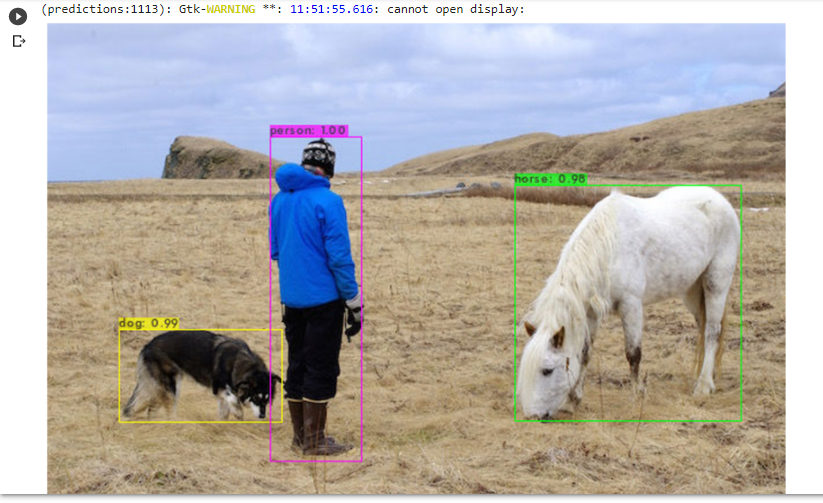 (predictions:1113): Gtk-WARNING **: 11:51:55.616: cannot open display:
person: 1.00
horse: 0.98
dog: 0.99